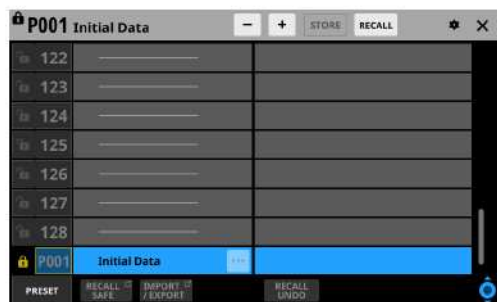 P001 Initial Data − + STORE RECALL
122
123
124
125
126
127
128
P001 Initial Data ...
PRESET RECALL SAFE IMPORT / EXPORT RECALL UNDO